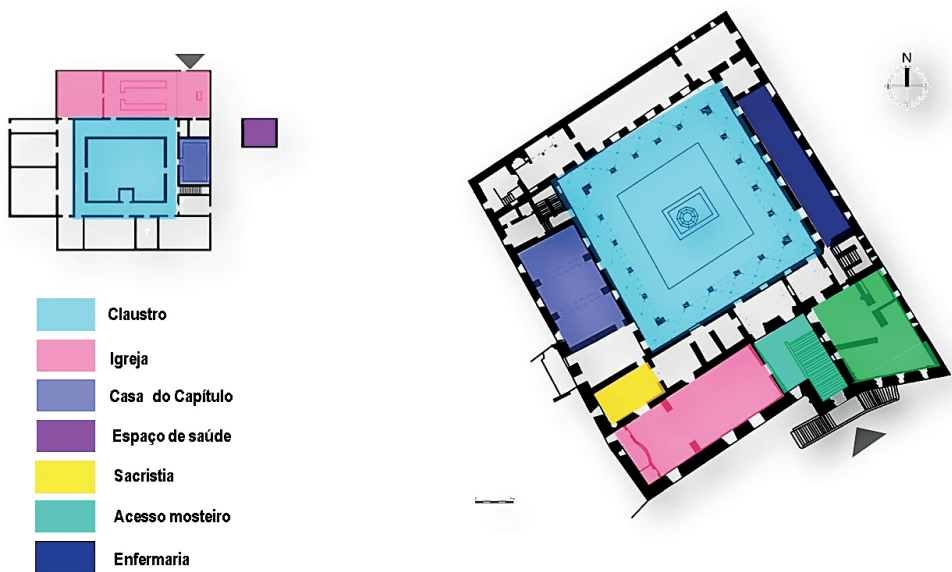 N
Claustro
Igreja
Casa do Capítulo
Espaço de saúde
Sacristia
Acesso mosteiro
Enfermaria